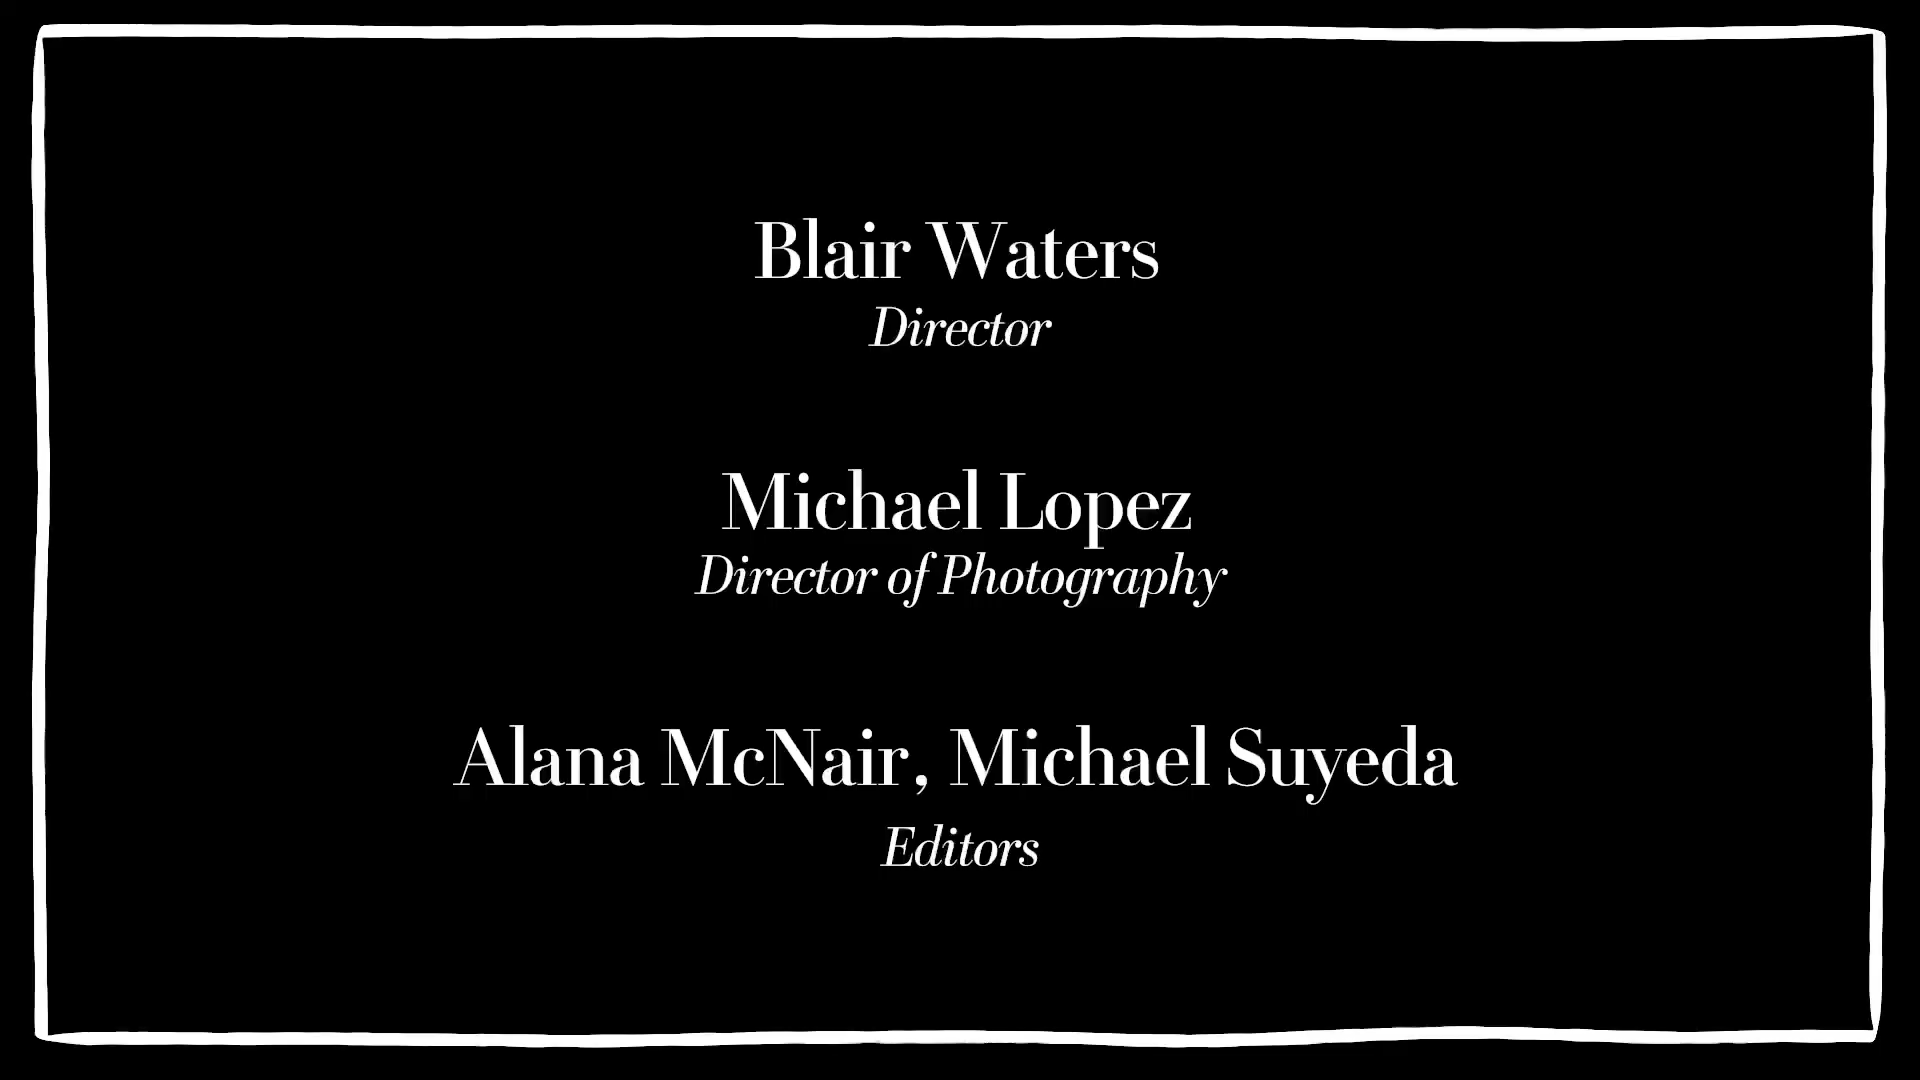 Blair Waters
Director
Michael Lopez
Director of Photography
Alana McNair, Michael Suyeda
Editors